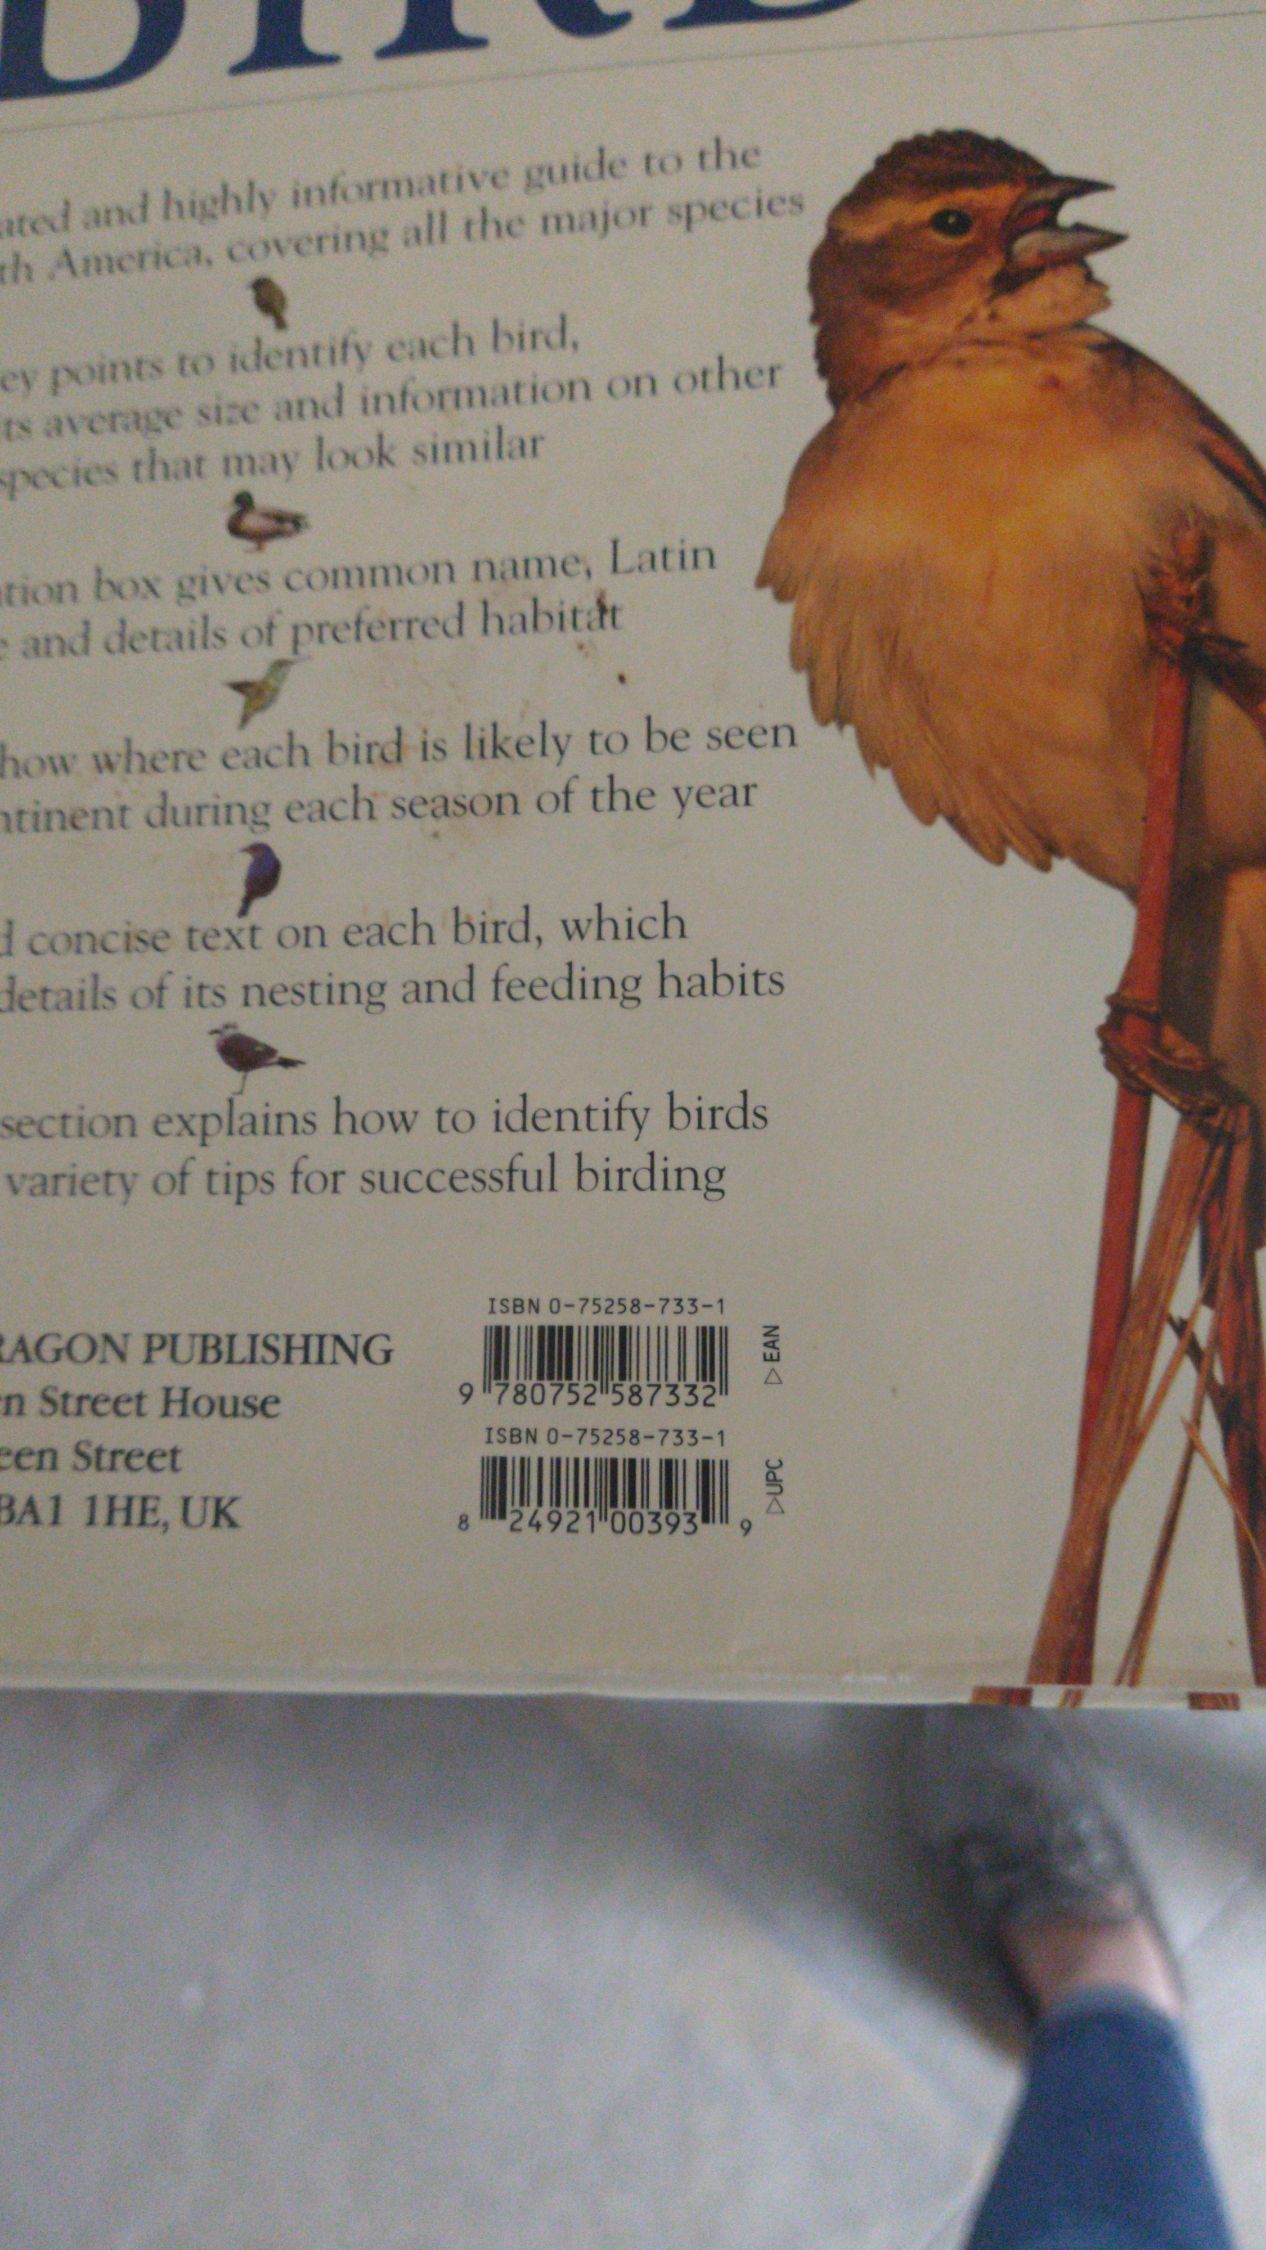 BIRD
ated and highly informative guide to the
th America, covering all the major species
ey points to identify each bird,
ts average size and information on other
species that may look similar
tion box gives common name, Latin
e and details of preferred habitat
how where each bird is likely to be seen
ntinent during each season of the year
d concise text on each bird, which
details of its nesting and feeding habits
section explains how to identify birds
variety of tips for successful birding
RAGON PUBLISHING
n Street House
een Street
BA1 1HE, UK
ISBN 0-75258-733-1
9 780752 587332
EAN
ISBN 0-75258-733-1
8 24921 00393 9
UPC